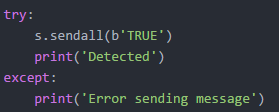 try:
    s.sendall(b'TRUE')
    print('Detected')
except:
    print('Error sending message')